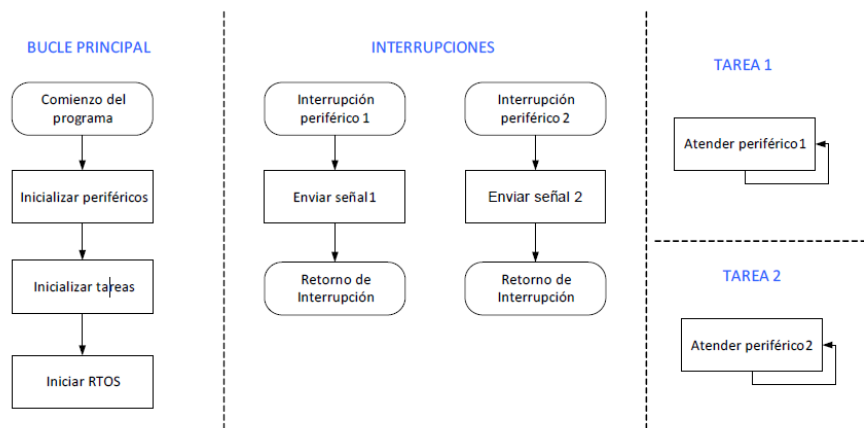 BUCLE PRINCIPAL
Comienzo del
programa
Inicializar periféricos
Inicializar tareas
Iniciar RTOS
INTERRUPCIONES
Interrupción
periférico 1
Enviar señal1
Retorno de
Interrupción
Interrupción
periférico 2
Enviar señal 2
Retorno de
Interrupción
TAREA 1
Atender periférico1
TAREA 2
Atender periférico2